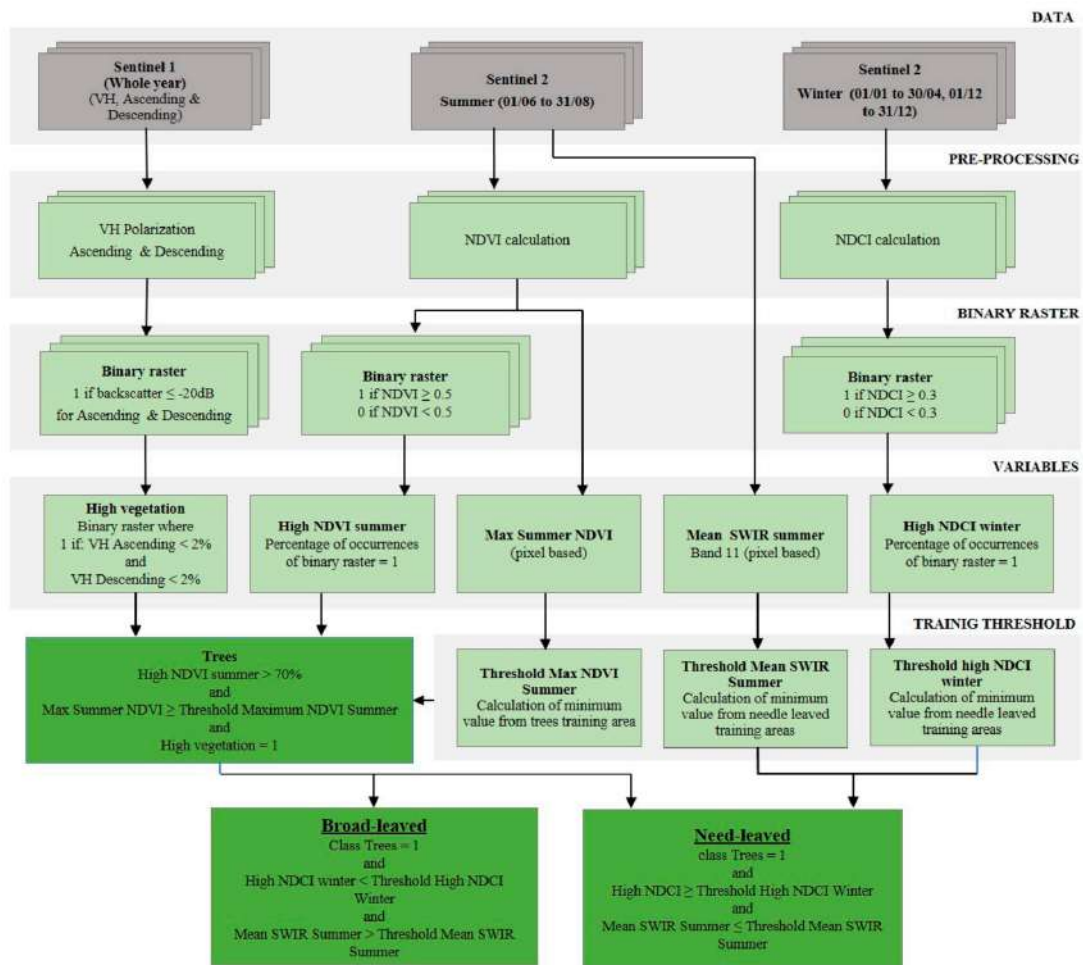 DATA
Sentinel 1
(Whole year)
(VH, Ascending &
Descending)
Sentinel 2
Summer (01/06 to 31/08)
Sentinel 2
Winter (01/01 to 30/04, 01/12
to 31/12)
PRE-PROCESSING
VH Polarization
Ascending & Descending
NDVI calculation
NDCI calculation
BINARY RASTER
Binary raster
1 if backscatter ≤ -20dB
for Ascending & Descending
Binary raster
1 if NDVI ≥ 0.5
0 if NDVI < 0.5
Binary raster
1 if NDCI ≥ 0.3
0 if NDCI < 0.3
VARIABLES
High vegetation
Binary raster where
1 if: VH Ascending < 2%
and
VH Descending < 2%
High NDVI summer
Percentage of occurrences
of binary raster = 1
Max Summer NDVI
(pixel based)
Mean SWIR summer
Band 11 (pixel based)
High NDCI winter
Percentage of occurrences
of binary raster = 1
TRAINIG THRESHOLD
Trees
High NDVI summer > 70%
and
Max Summer NDVI ≥ Threshold Maximum NDVI Summer
and
High vegetation = 1
Threshold Max NDVI
Summer
Calculation of minimum
value from trees training
area
Threshold Mean SWIR
Summer
Calculation of minimum
value from needle leaved
training areas
Threshold high NDCI
winter
Calculation of minimum
value from needle leaved
training areas
Broad-leaved
Class Trees = 1
and
High NDCI winter < Threshold High NDCI
Winter
and
Mean SWIR Summer > Threshold Mean SWIR
Summer
Need-leaved
class Trees = 1
and
High NDCI ≥ Threshold High NDCI Winter
and
Mean SWIR Summer ≤ Threshold Mean SWIR
Summer